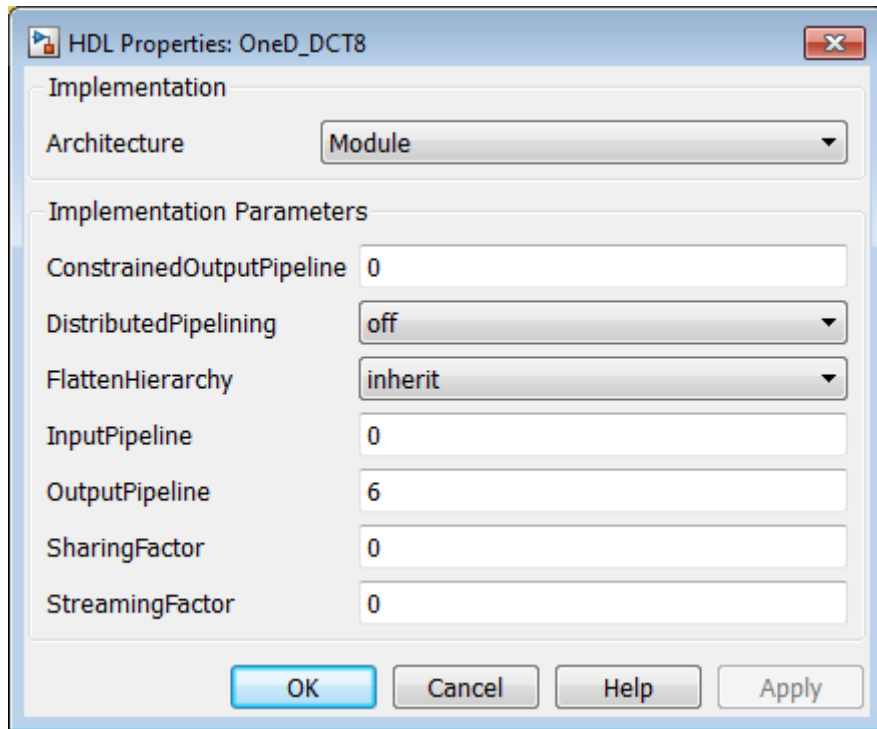 HDL Properties: OneD_DCT8
Implementation
Architecture Module
Implementation Parameters
ConstrainedOutputPipeline 0
DistributedPipelining off
FlattenHierarchy inherit
InputPipeline 0
OutputPipeline 6
SharingFactor 0
StreamingFactor 0
OK Cancel Help Apply